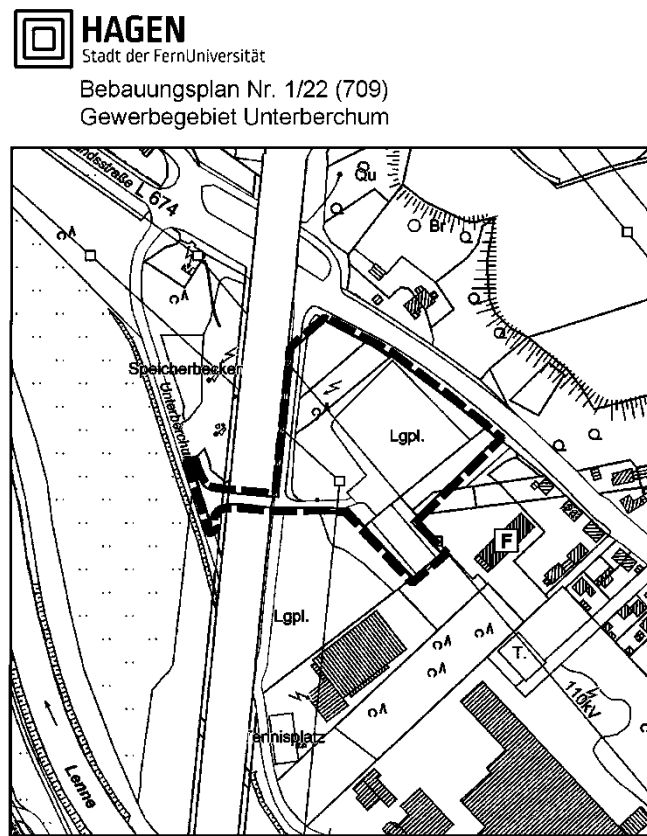 HAGEN
Stadt der FernUniversität
Bebauungsplan Nr. 1/22 (709)
Gewerbegebiet Unterberchum
L 674
Qu
Br
Speicherbecken
Unterberchum
Lgpl.
F
Lgpl.
T.
110kV
Tennisplatz
Lenne